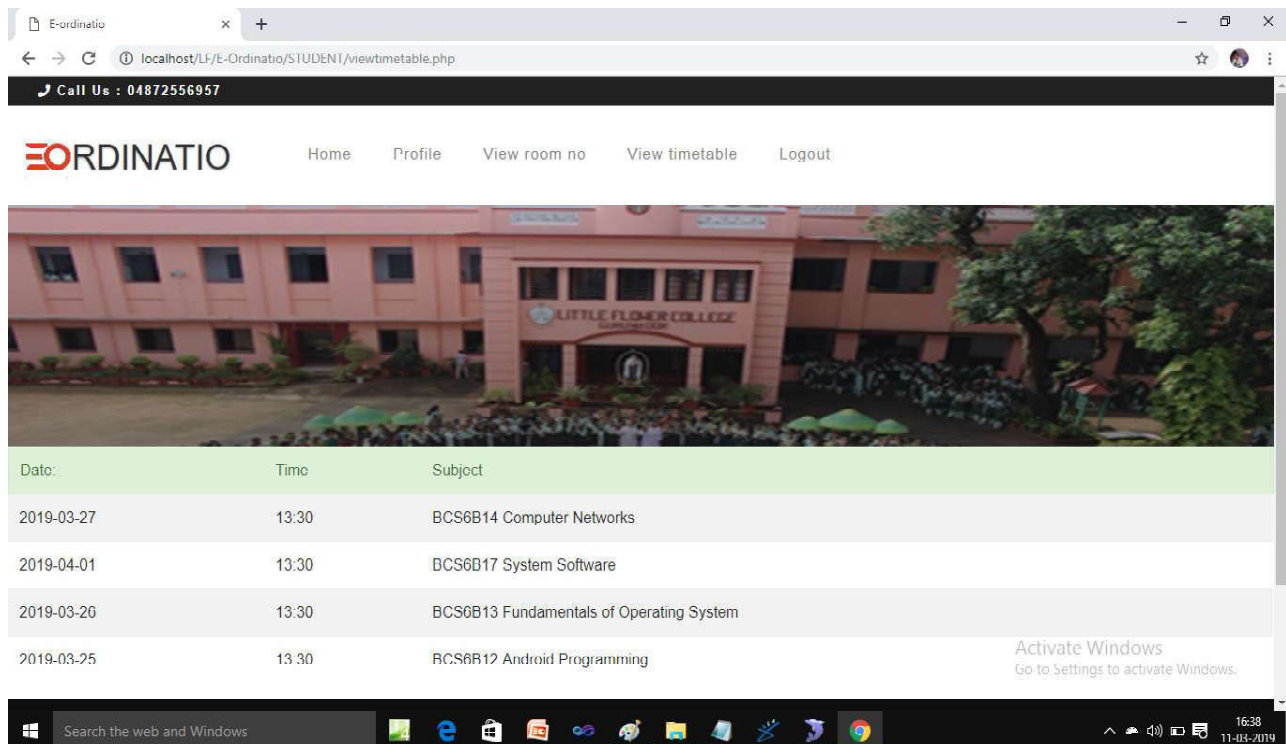 E-ordinatio
localhost/LF/E-Ordinatio/STUDENT/viewtimetable.php
Call Us : 04872556957
EORDINATIO Home Profile View room no View timetable Logout
LITTLE FLOWER COLLEGE
GURUVAYOOR
Date: Time Subject
2019-03-27 13:30 BCS6B14 Computer Networks
2019-04-01 13:30 BCS6B17 System Software
2019-03-26 13:30 BCS6B13 Fundamentals of Operating System
2019-03-25 13:30 BCS6B12 Android Programming
Activate Windows
Go to Settings to activate Windows.
Search the web and Windows
16:38
11-03-2019